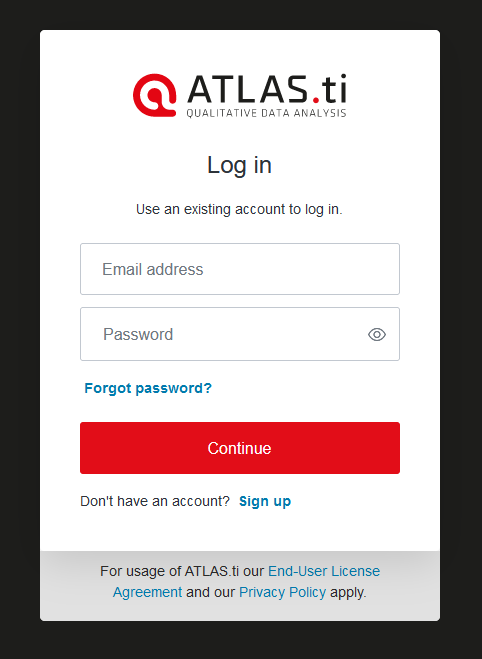 ATLAS.ti
QUALITATIVE DATA ANALYSIS
Log in
Use an existing account to log in.
Email address
Password
Forgot password?
Continue
Don't have an account? Sign up
For usage of ATLAS.ti our End-User License
Agreement and our Privacy Policy apply.